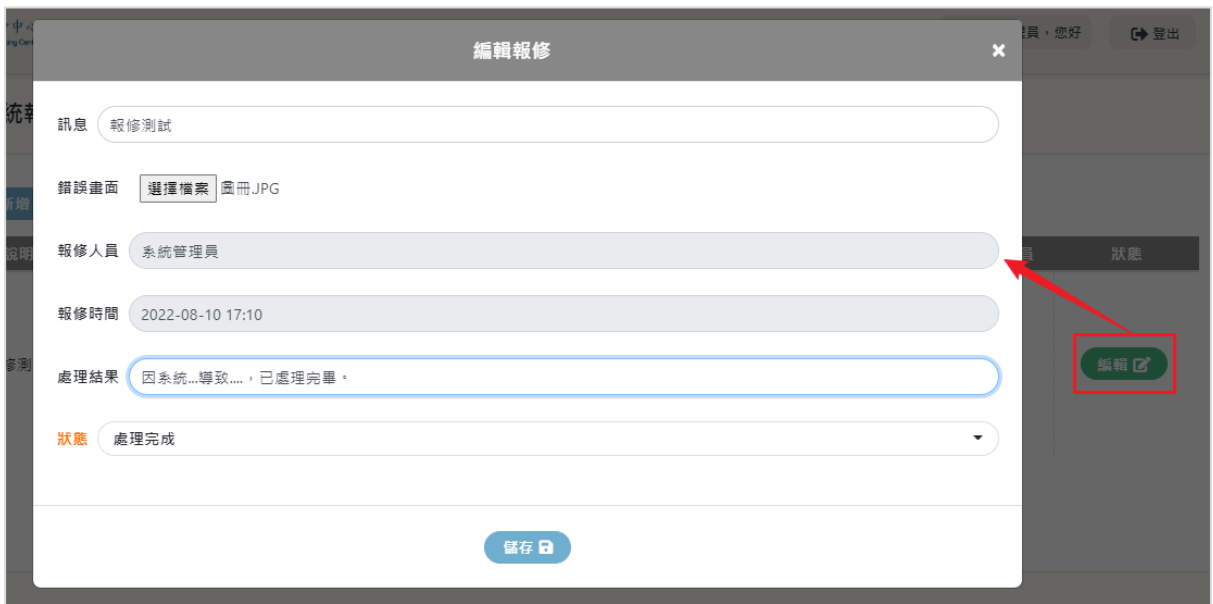 編輯報修
員，您好
登出
訊息 報修測試
錯誤畫面 選擇檔案 圖冊.JPG
新增
報修人員 系統管理員
說明
員 狀態
報修時間 2022-08-10 17:10
處理結果 因系統...導致....，已處理完畢。
編輯
狀態 處理完成
儲存